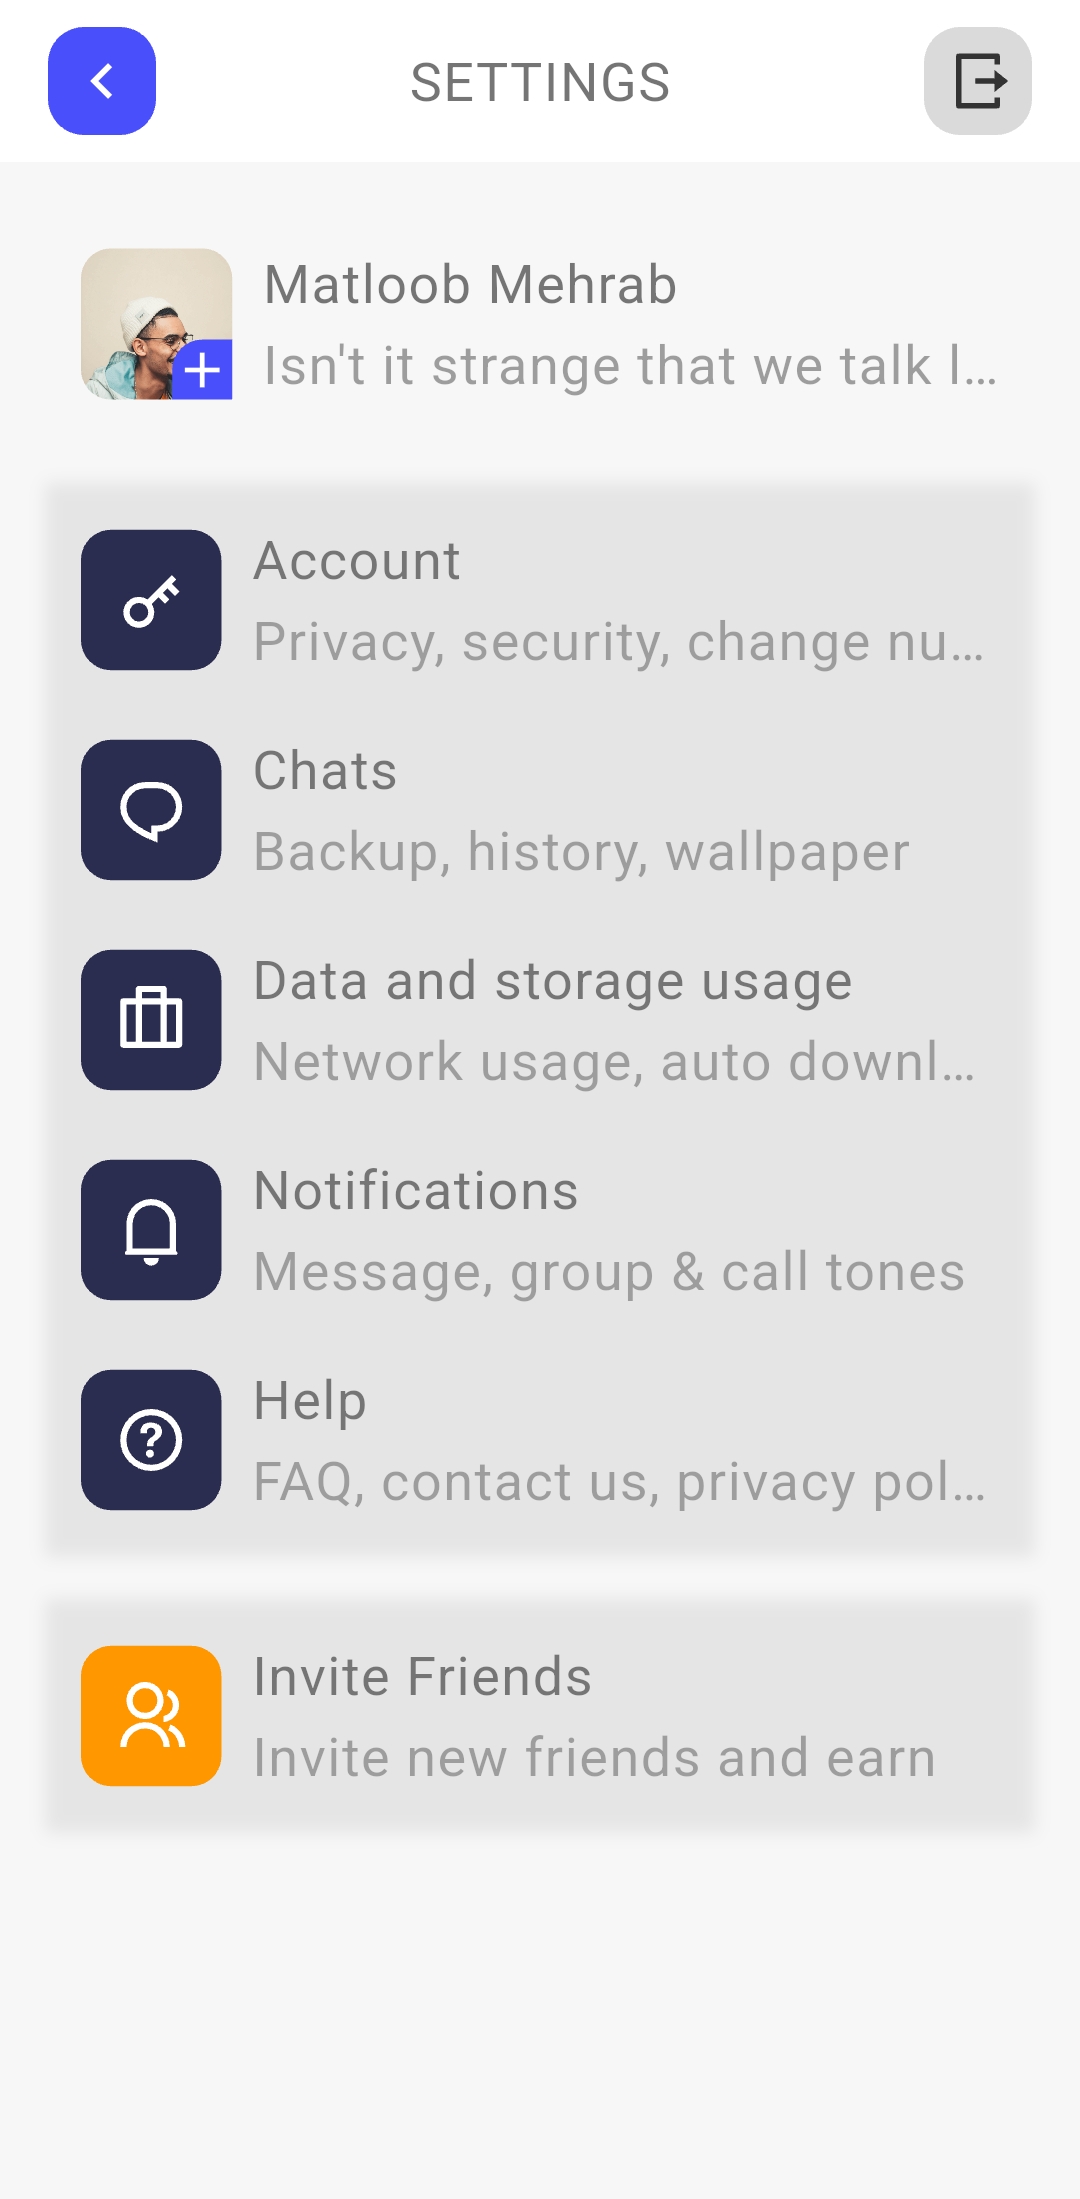 SETTINGS
Matloob Mehrab
Isn't it strange that we talk l...
Account
Privacy, security, change nu...
Chats
Backup, history, wallpaper
Data and storage usage
Network usage, auto downl...
Notifications
Message, group & call tones
Help
FAQ, contact us, privacy pol...
Invite Friends
Invite new friends and earn